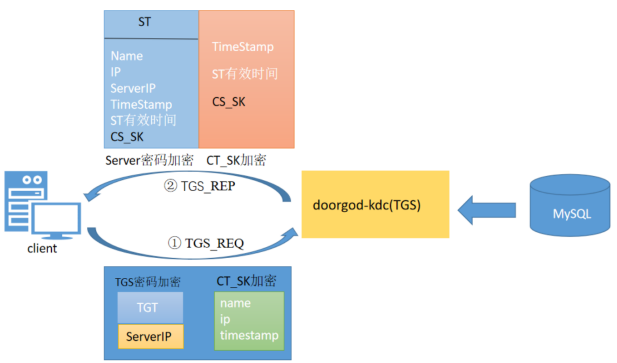 ST
Name
IP
ServerIP
TimeStamp
ST有效时间
CS_SK
TimeStamp
ST有效时间
CS_SK
Server密码加密
CT_SK加密
② TGS_REP
doorgod-kdc(TGS)
MySQL
client
① TGS_REQ
TGS密码加密
CT_SK加密
TGT
ServerIP
name
ip
timestamp